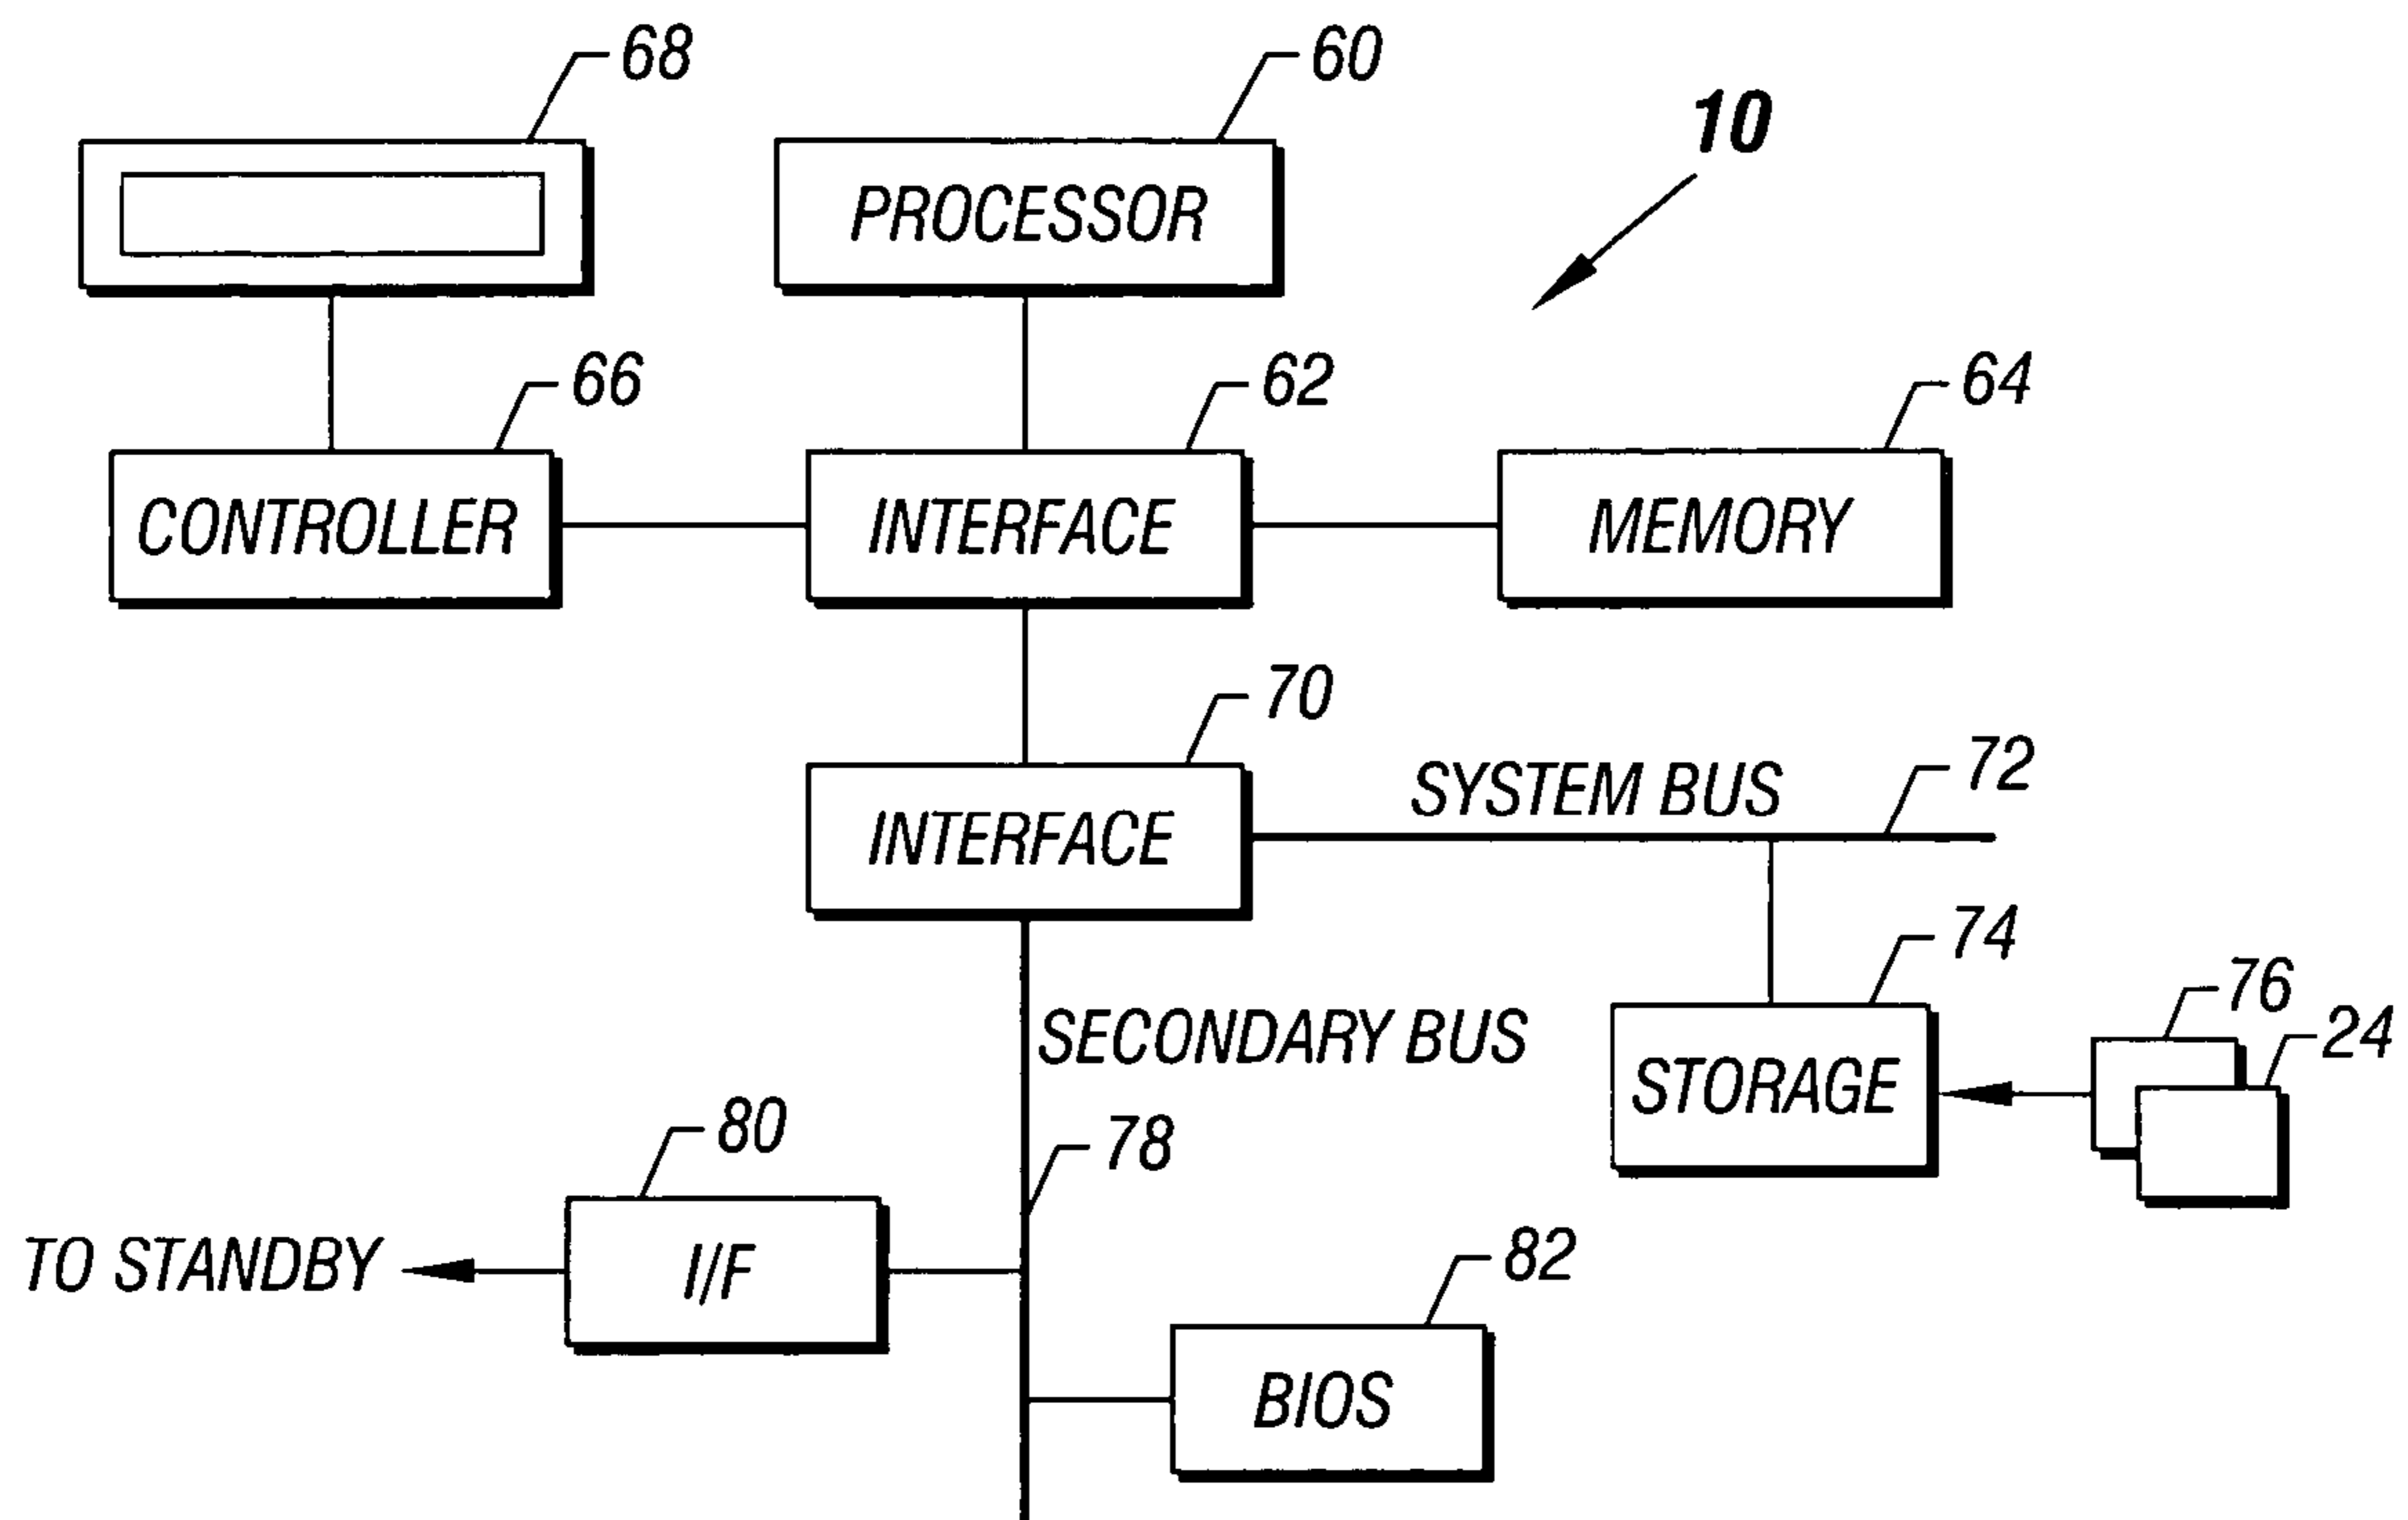 68
60
10
PROCESSOR
66
62
64
CONTROLLER
INTERFACE
MEMORY
70
72
SYSTEM BUS
INTERFACE
74
76
24
SECONDARY BUS
STORAGE
80
78
TO STANDBY
I/F
82
BIOS